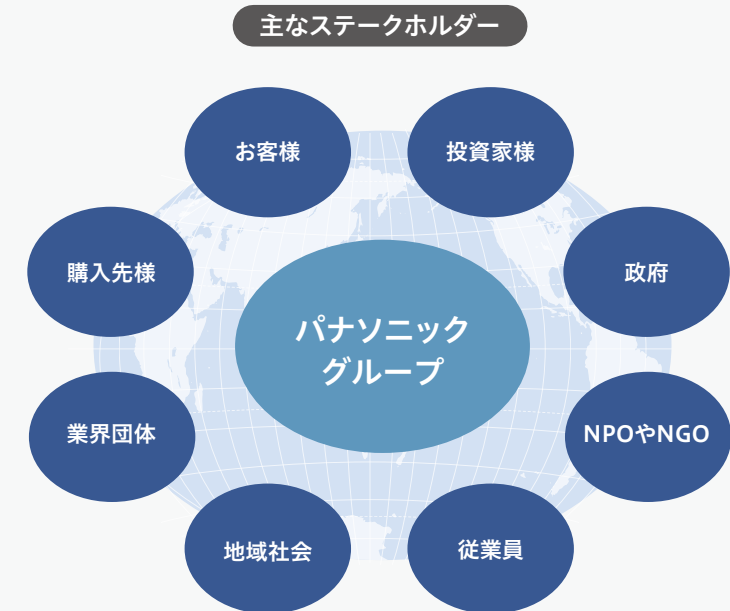 主なステークホルダー
お客様
投資家様
購入先様
政府
パナソニック
グループ
業界団体
NPOやNGO
地域社会
従業員